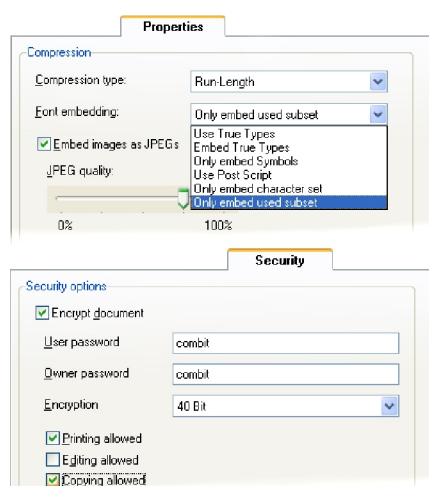 Properties
Compression
Compression type: Run-Length
Font embedding: Only embed used subset
Use True Types
Embed True Types
Only embed Symbols
Use Post Script
Only embed character set
Only embed used subset
Embed images as JPEGs
JPEG quality:
0% 100%
Security
Security options
Encrypt document
User password combit
Owner password combit
Encryption 40 Bit
Printing allowed
Editing allowed
Copying allowed